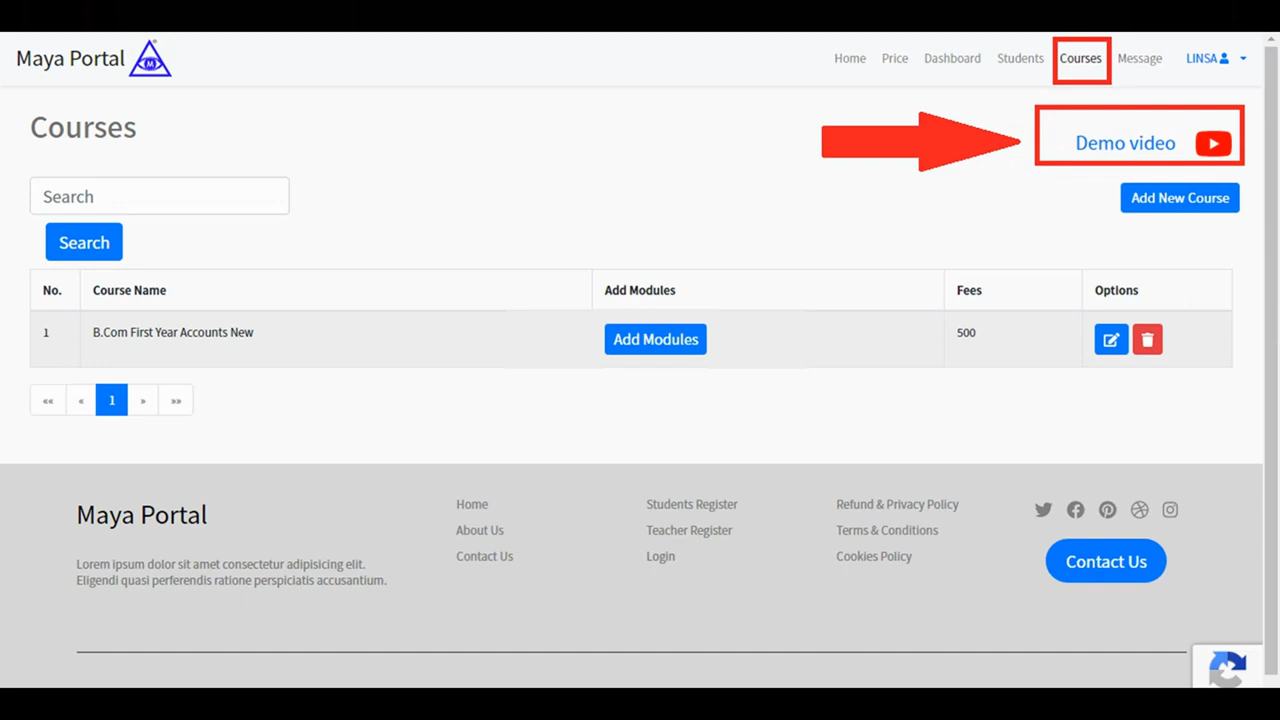 Maya Portal
Home Price Dashboard Students Courses Message LINSA
Courses
Demo video
Search
Add New Course
Search
No. Course Name Add Modules Fees Options
1 B.Com First Year Accounts New Add Modules 500
«« « 1 » »»
Maya Portal
Lorem ipsum dolor sit amet consectetur adipisicing elit.
Eligendi quasi perferendis ratione perspiciatis accusantium.
Home
About Us
Contact Us
Students Register
Teacher Register
Login
Refund & Privacy Policy
Terms & Conditions
Cookies Policy
Contact Us